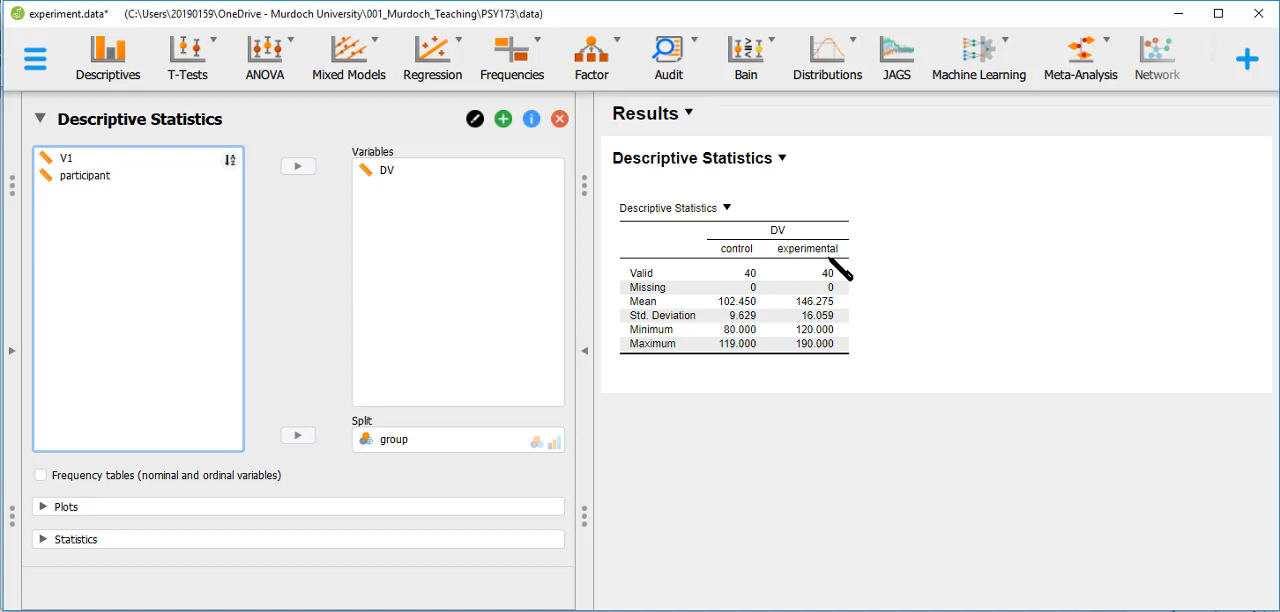 experiment.data* (C:\Users\20190159\OneDrive - Murdoch University\001_Murdoch_Teaching\PSY173\data)
Descriptives T-Tests ANOVA Mixed Models Regression Frequencies Factor Audit Bain Distributions JAGS Machine Learning Meta-Analysis Network
Descriptive Statistics
V1
participant
Variables
DV
Split
group
Frequency tables (nominal and ordinal variables)
Plots
Statistics
Results
Descriptive Statistics
Descriptive Statistics
DV
control experimental
Valid 40 40
Missing 0 0
Mean 102.450 146.275
Std. Deviation 9.629 16.059
Minimum 80.000 120.000
Maximum 119.000 190.000